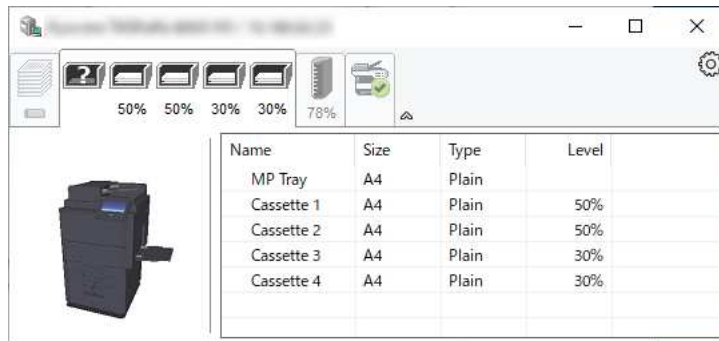 50% 50% 30% 30% 78%
Name Size Type Level
MP Tray A4 Plain
Cassette 1 A4 Plain 50%
Cassette 2 A4 Plain 50%
Cassette 3 A4 Plain 30%
Cassette 4 A4 Plain 30%